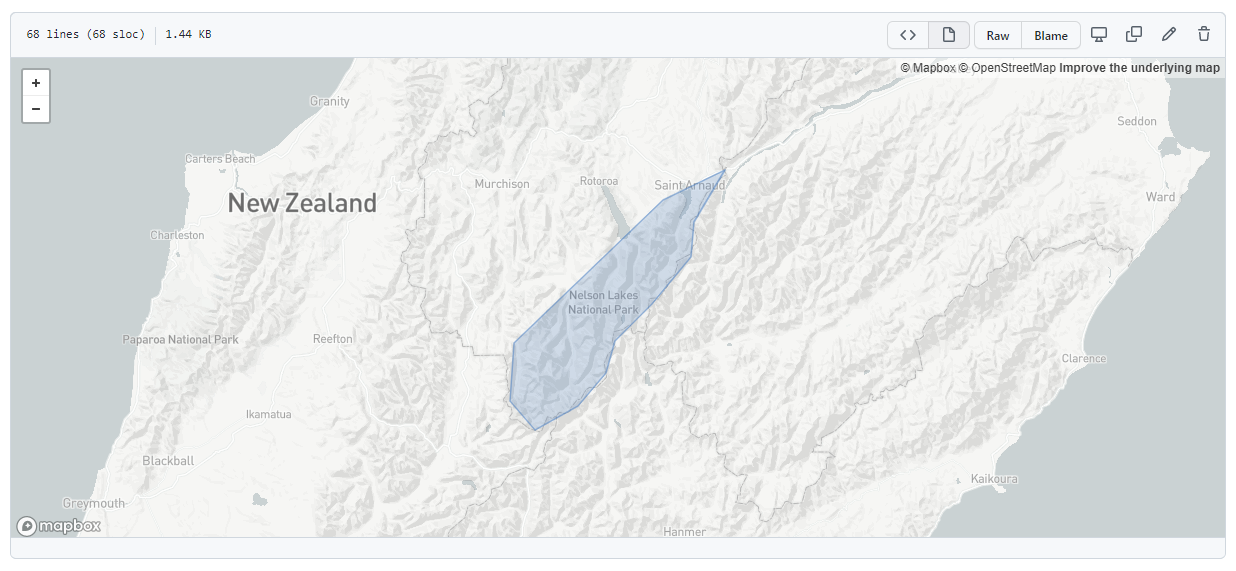 68 lines (68 sloc) 1.44 KB
Raw Blame
+
−
© Mapbox © OpenStreetMap Improve the underlying map
Granity
Seddon
Carters Beach
Murchison
Rotoroa
Saint Arnaud
New Zealand
Ward
Charleston
Nelson Lakes
National Park
Paparoa National Park
Reefton
Clarence
Ikamatua
Blackball
Kaikoura
Greymouth
mapbox
Hanmer